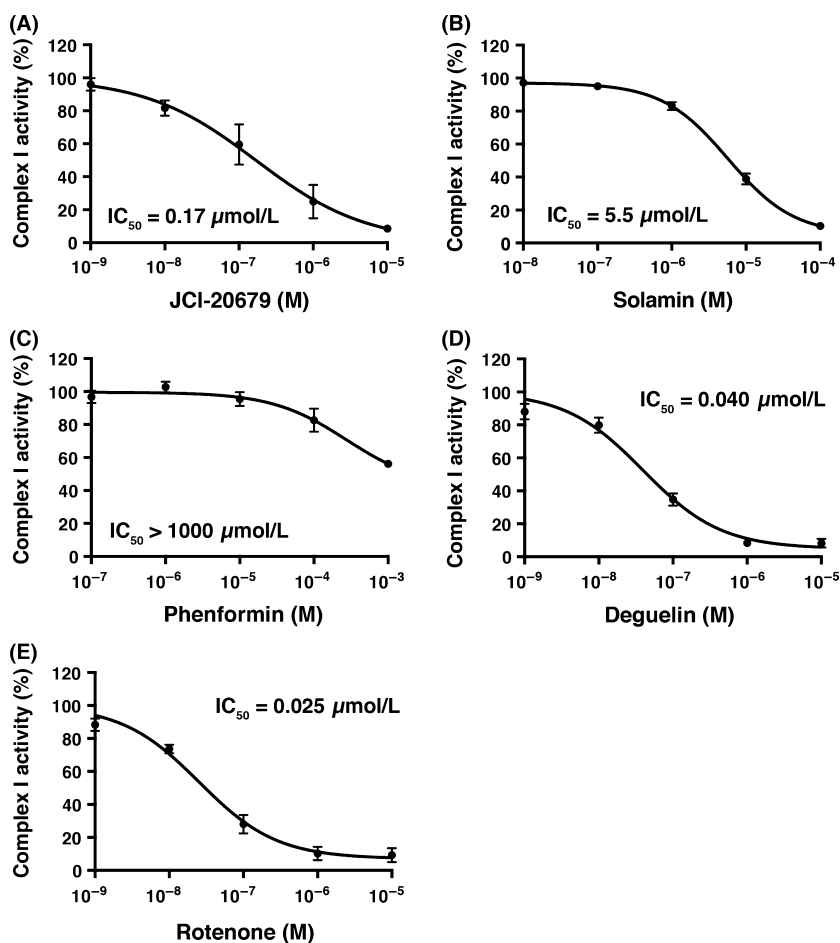 (A)
Complex I activity (%)
120
100
80
60
40
20
0
IC₅₀ = 0.17 µmol/L
10⁻⁹ 10⁻⁸ 10⁻⁷ 10⁻⁶ 10⁻⁵
JCI-20679 (M)
(B)
Complex I activity (%)
120
100
80
60
40
20
0
IC₅₀ = 5.5 µmol/L
10⁻⁸ 10⁻⁷ 10⁻⁶ 10⁻⁵ 10⁻⁴
Solamin (M)
(C)
Complex I activity (%)
120
100
80
60
40
20
0
IC₅₀ > 1000 µmol/L
10⁻⁷ 10⁻⁶ 10⁻⁵ 10⁻⁴ 10⁻³
Phenformin (M)
(D)
Complex I activity (%)
120
100
80
60
40
20
0
IC₅₀ = 0.040 µmol/L
10⁻⁹ 10⁻⁸ 10⁻⁷ 10⁻⁶ 10⁻⁵
Deguelin (M)
(E)
Complex I activity (%)
120
100
80
60
40
20
0
IC₅₀ = 0.025 µmol/L
10⁻⁹ 10⁻⁸ 10⁻⁷ 10⁻⁶ 10⁻⁵
Rotenone (M)